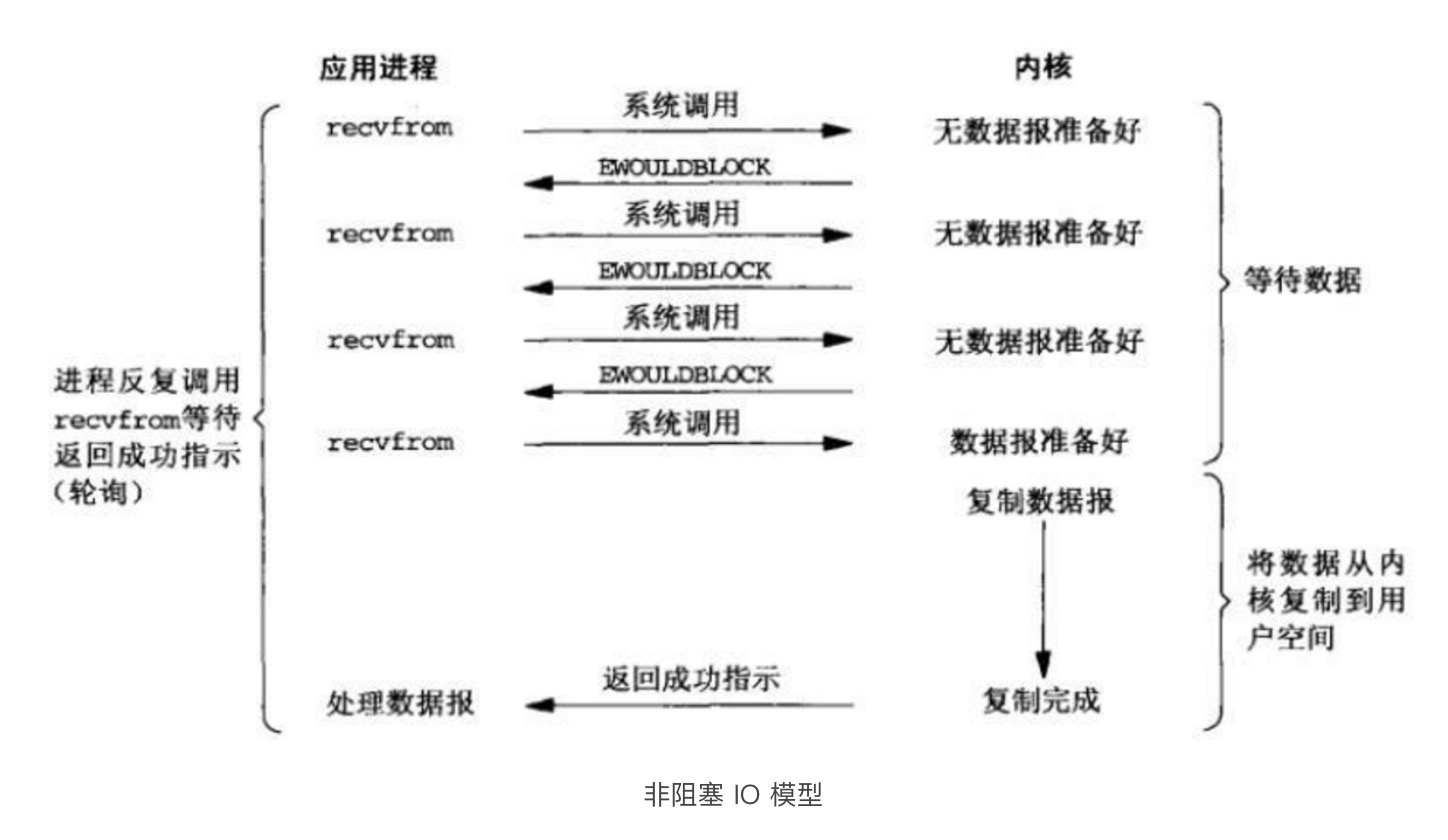 应用进程
内核
系统调用
recvfrom
无数据报准备好
EWOULDBLOCK
系统调用
recvfrom
无数据报准备好
EWOULDBLOCK
等待数据
系统调用
recvfrom
无数据报准备好
EWOULDBLOCK
进程反复调用
recvfrom等待
返回成功指示
（轮询）
系统调用
recvfrom
数据报准备好
复制数据报
将数据从内
核复制到用
户空间
返回成功指示
处理数据报
复制完成
非阻塞 IO 模型